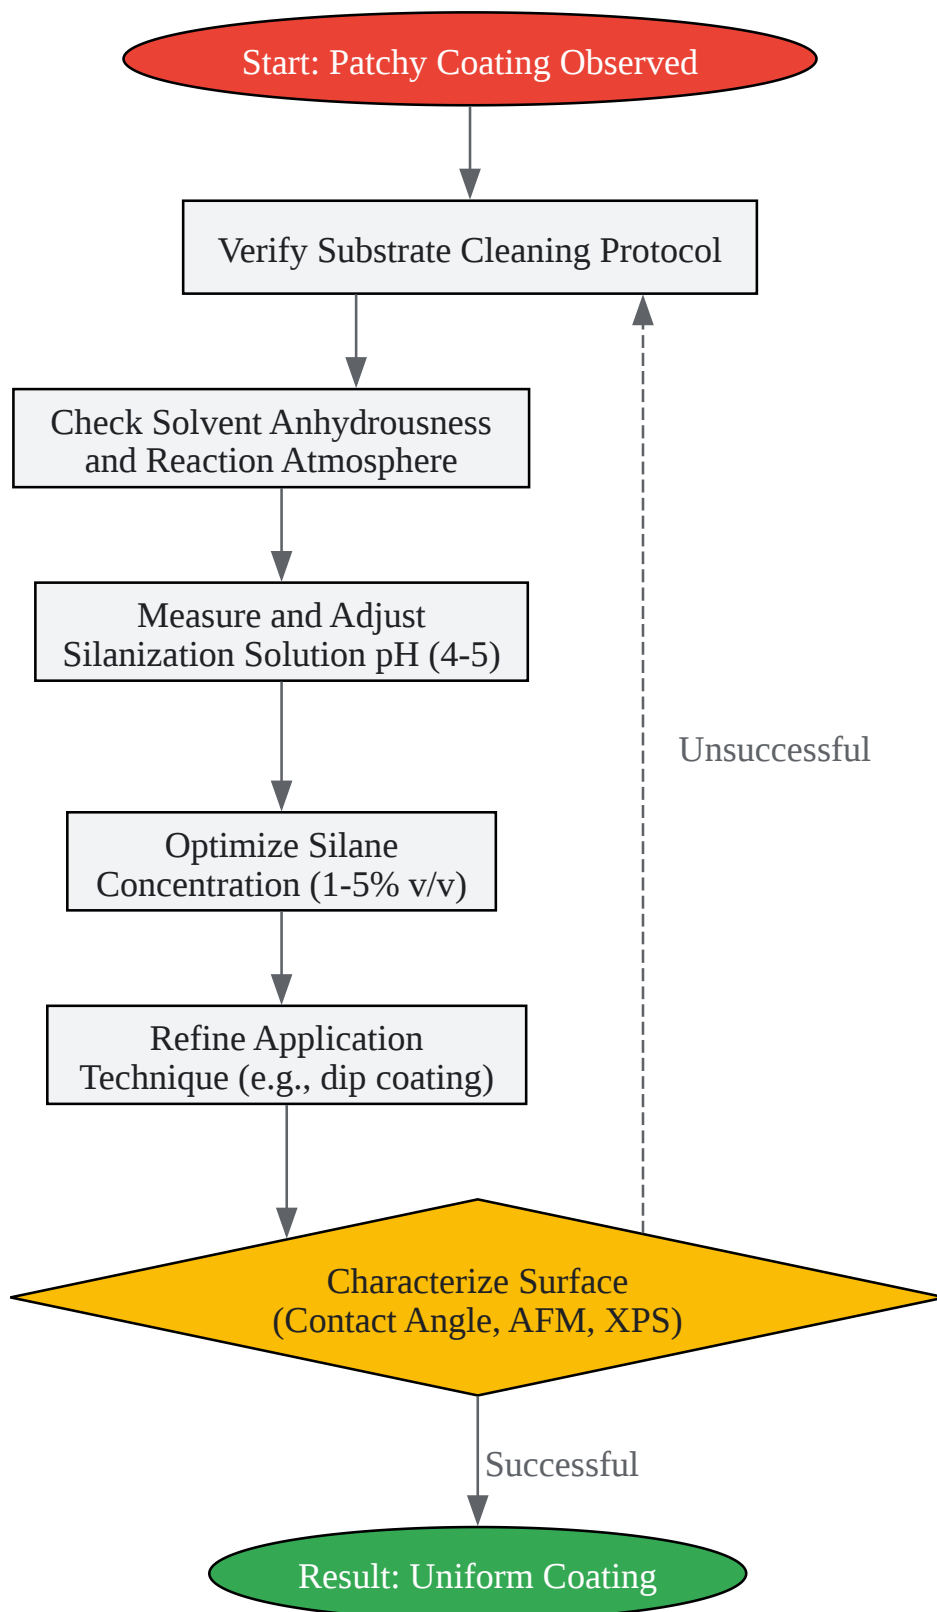 Start: Patchy Coating Observed
Verify Substrate Cleaning Protocol
Check Solvent Anhydrousness
and Reaction Atmosphere
Measure and Adjust
Silanization Solution pH (4-5)
Unsuccessful
Optimize Silane
Concentration (1-5% v/v)
Refine Application
Technique (e.g., dip coating)
Characterize Surface
(Contact Angle, AFM, XPS)
Successful
Result: Uniform Coating